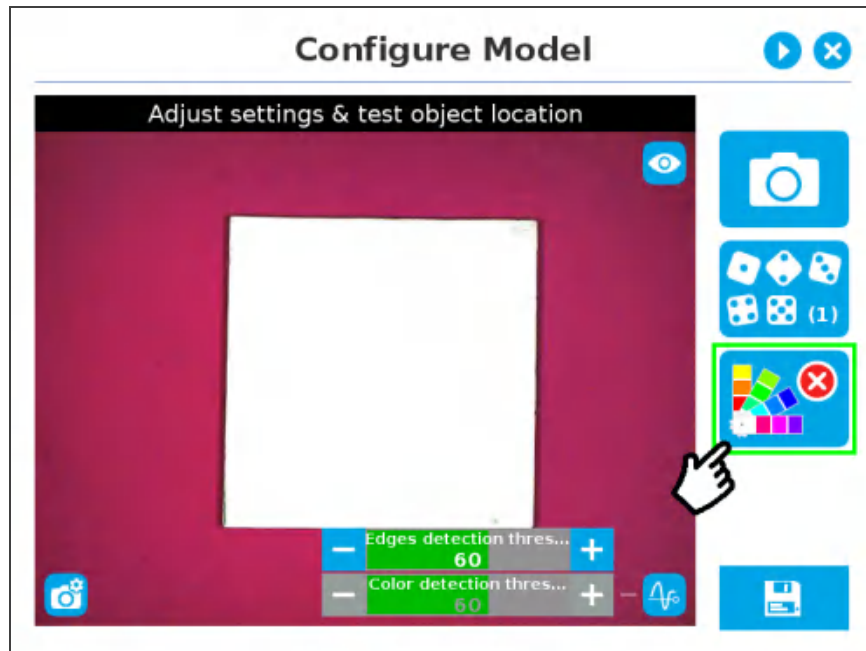 Configure Model
Adjust settings & test object location
(1)
Edges detection thres...
60
Color detection thres...
60